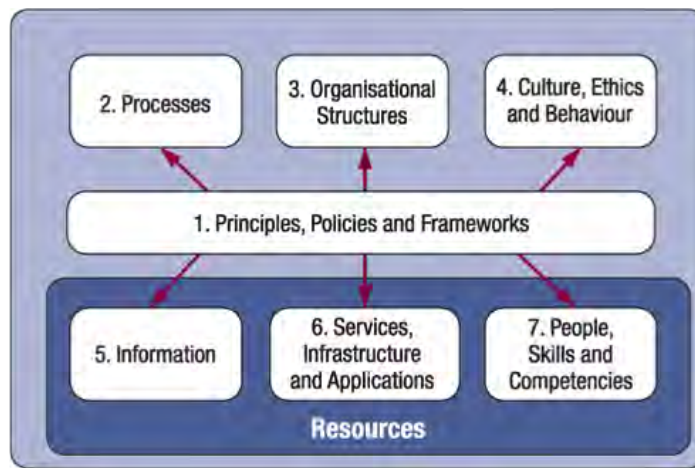 2. Processes
3. Organisational
Structures
4. Culture, Ethics
and Behaviour
1. Principles, Policies and Frameworks
5. Information
6. Services,
Infrastructure
and Applications
7. People,
Skills and
Competencies
Resources